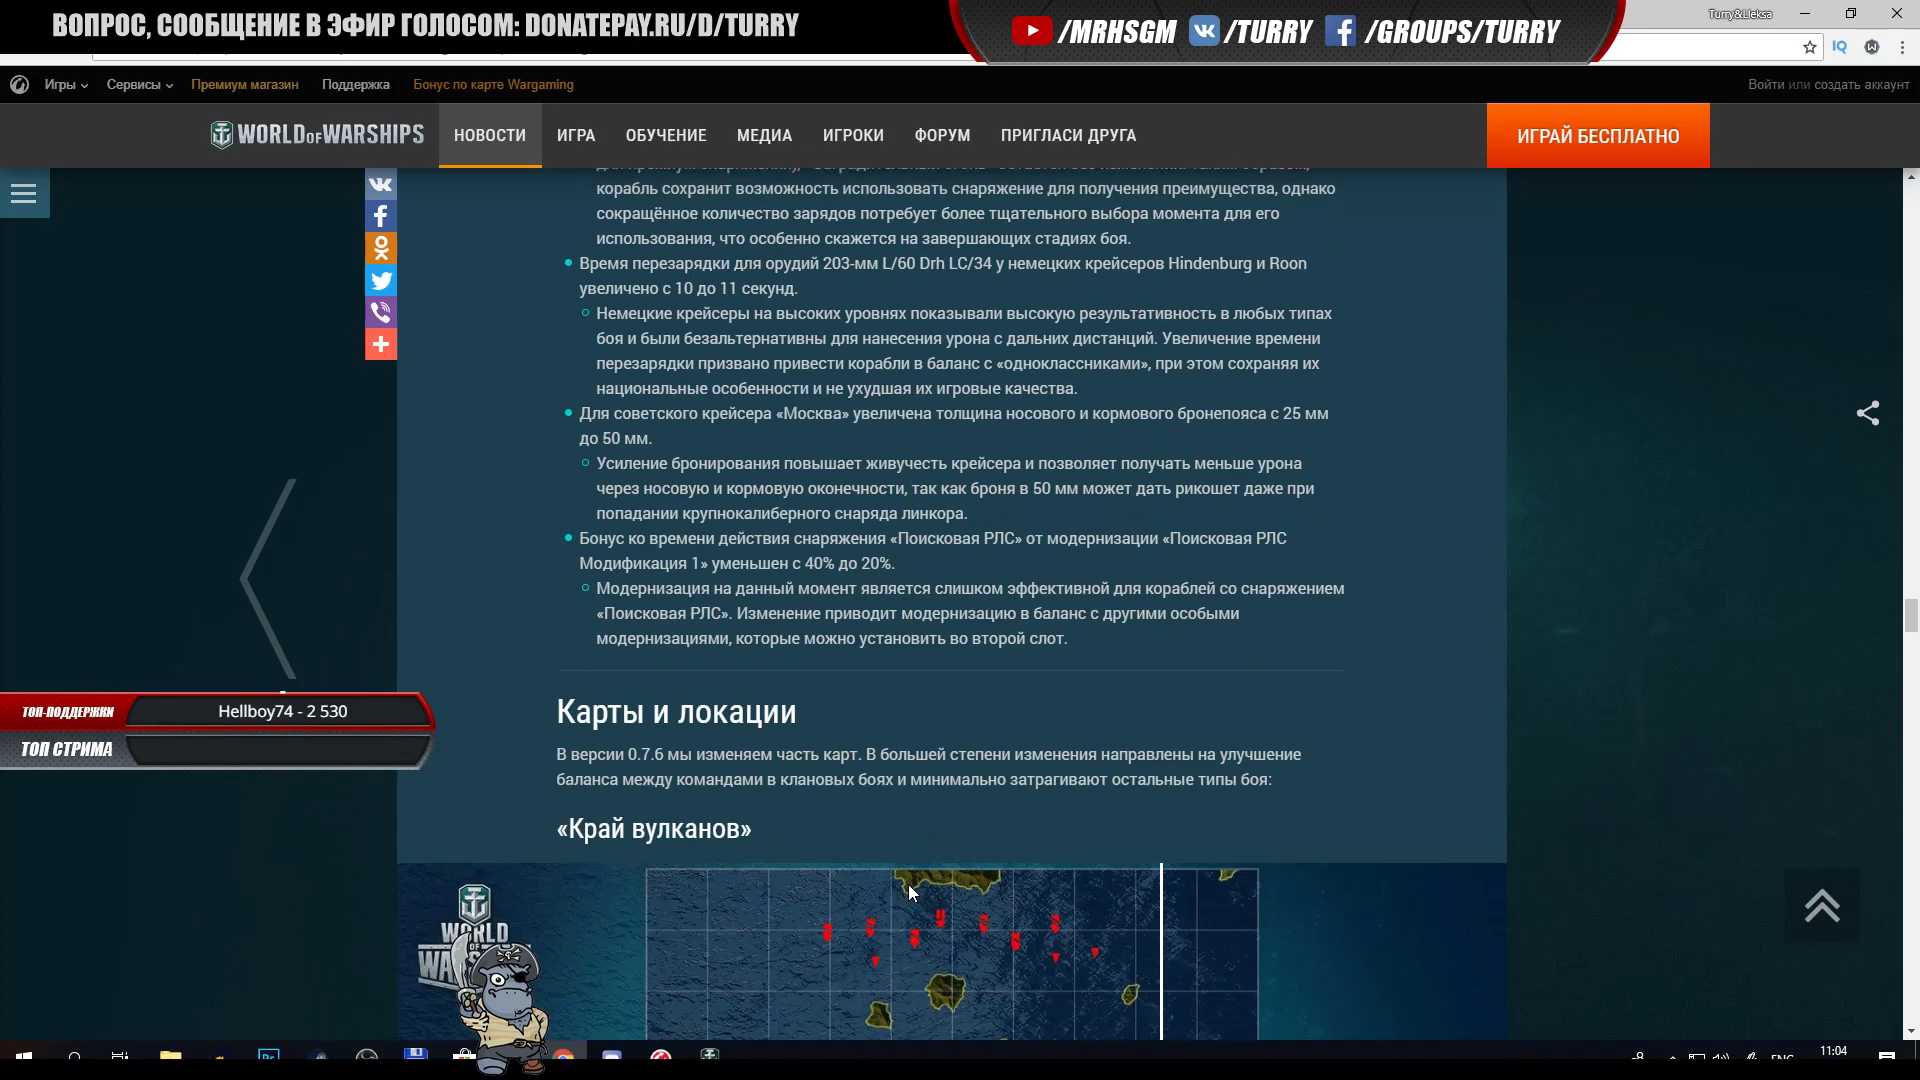 ВОПРОС, СООБЩЕНИЕ В ЭФИР ГОЛОСОМ: DONATEPAY.RU/D/TURRY
/MRHSGM /TURRY /GROUPS/TURRY
Turry&Lleksa
IQ
Игры Сервисы Премиум магазин Поддержка Бонус по карте Wargaming
Войти или создать аккаунт
WORLD OF WARSHIPS
НОВОСТИ ИГРА ОБУЧЕНИЕ МЕДИА ИГРОКИ ФОРУМ ПРИГЛАСИ ДРУГА
ИГРАЙ БЕСПЛАТНО
корабль сохранит возможность использовать снаряжение для получения преимущества, однако
сокращённое количество зарядов потребует более тщательного выбора момента для его
использования, что особенно скажется на завершающих стадиях боя.
Время перезарядки для орудий 203-мм L/60 Drh LC/34 у немецких крейсеров Hindenburg и Roon
увеличено с 10 до 11 секунд.
Немецкие крейсеры на высоких уровнях показывали высокую результативность в любых типах
боя и были безальтернативны для нанесения урона с дальних дистанций. Увеличение времени
перезарядки призвано привести корабли в баланс с «одноклассниками», при этом сохраняя их
национальные особенности и не ухудшая их игровые качества.
Для советского крейсера «Москва» увеличена толщина носового и кормового бронепояса с 25 мм
до 50 мм.
Усиление бронирования повышает живучесть крейсера и позволяет получать меньше урона
через носовую и кормовую оконечности, так как броня в 50 мм может дать рикошет даже при
попадании крупнокалиберного снаряда линкора.
Бонус ко времени действия снаряжения «Поисковая РЛС» от модернизации «Поисковая РЛС
Модификация 1» уменьшен с 40% до 20%.
Модернизация на данный момент является слишком эффективной для кораблей со снаряжением
«Поисковая РЛС». Изменение приводит модернизацию в баланс с другими особыми
модернизациями, которые можно установить во второй слот.
ТОП-ПОДДЕРЖКИ Hellboy74 - 2 530
ТОП СТРИМА
Карты и локации
В версии 0.7.6 мы изменяем часть карт. В большей степени изменения направлены на улучшение
баланса между командами в клановых боях и минимально затрагивают остальные типы боя:
«Край вулканов»
WORLD
OF
11:04
ENG